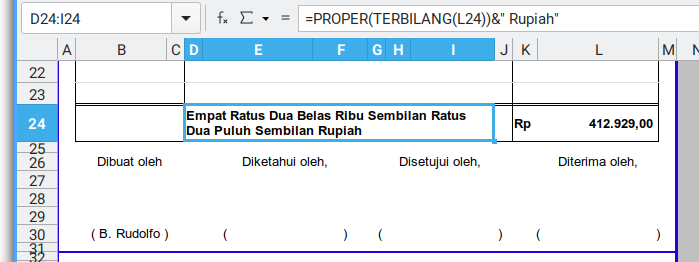 D24:I24 fx Σ = =PROPER(TERBILANG(L24))&" Rupiah"
A B C D E F G H I J K L M N
22
23
24 Empat Ratus Dua Belas Ribu Sembilan Ratus Rp 412.929,00
Dua Puluh Sembilan Rupiah
25
26 Dibuat oleh Diketahui oleh, Disetujui oleh, Diterima oleh,
27
28
29
30 ( B. Rudolfo ) ( ) ( ) ( )
31
32